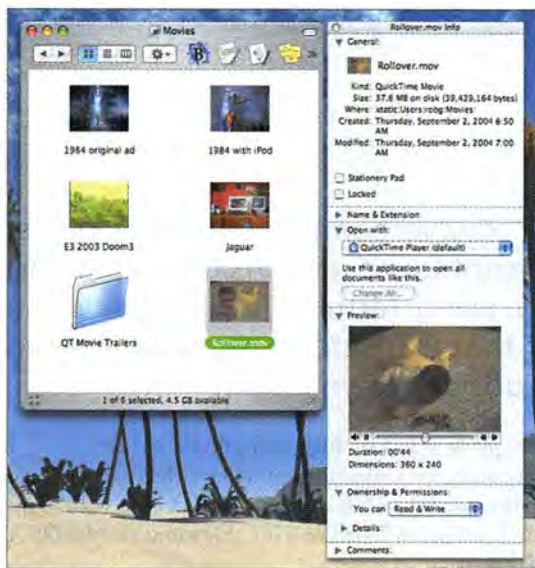 Movies
B
1984 original ad
1984 with iPod
E3 2003 Doom3
Jaguar
QT Movie Trailers
Rollover.mov
1 of 6 selected, 4.5 GB available
Rollover.mov Info
General:
Rollover.mov
Kind: QuickTime Movie
Size: 37.6 MB on disk (39,439,164 bytes)
Where: xtatic:Users:robg:Movies:
Created: Thursday, September 2, 2004 6:50
AM
Modified: Thursday, September 2, 2004 7:00
AM
Stationery Pad
Locked
Name & Extension:
Open with:
QuickTime Player (default)
Use this application to open all
documents like this.
Change All...
Preview:
Duration: 00'44
Dimensions: 360 x 240
Ownership & Permissions:
You can Read & Write
Details:
Comments: